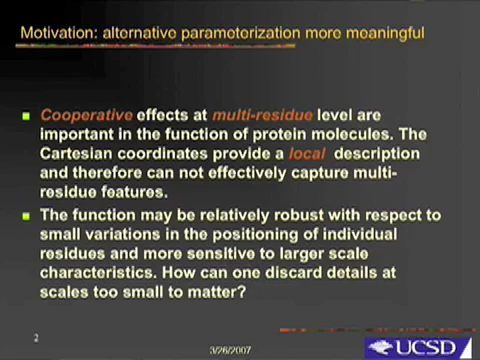 Motivation: alternative parameterization more meaningful
Cooperative effects at multi-residue level are
important in the function of protein molecules. The
Cartesian coordinates provide a local description
and therefore can not effectively capture multi-
residue features.
The function may be relatively robust with respect to
small variations in the positioning of individual
residues and more sensitive to larger scale
characteristics. How can one discard details at
scales too small to matter?
2
3/26/2007
UCSD